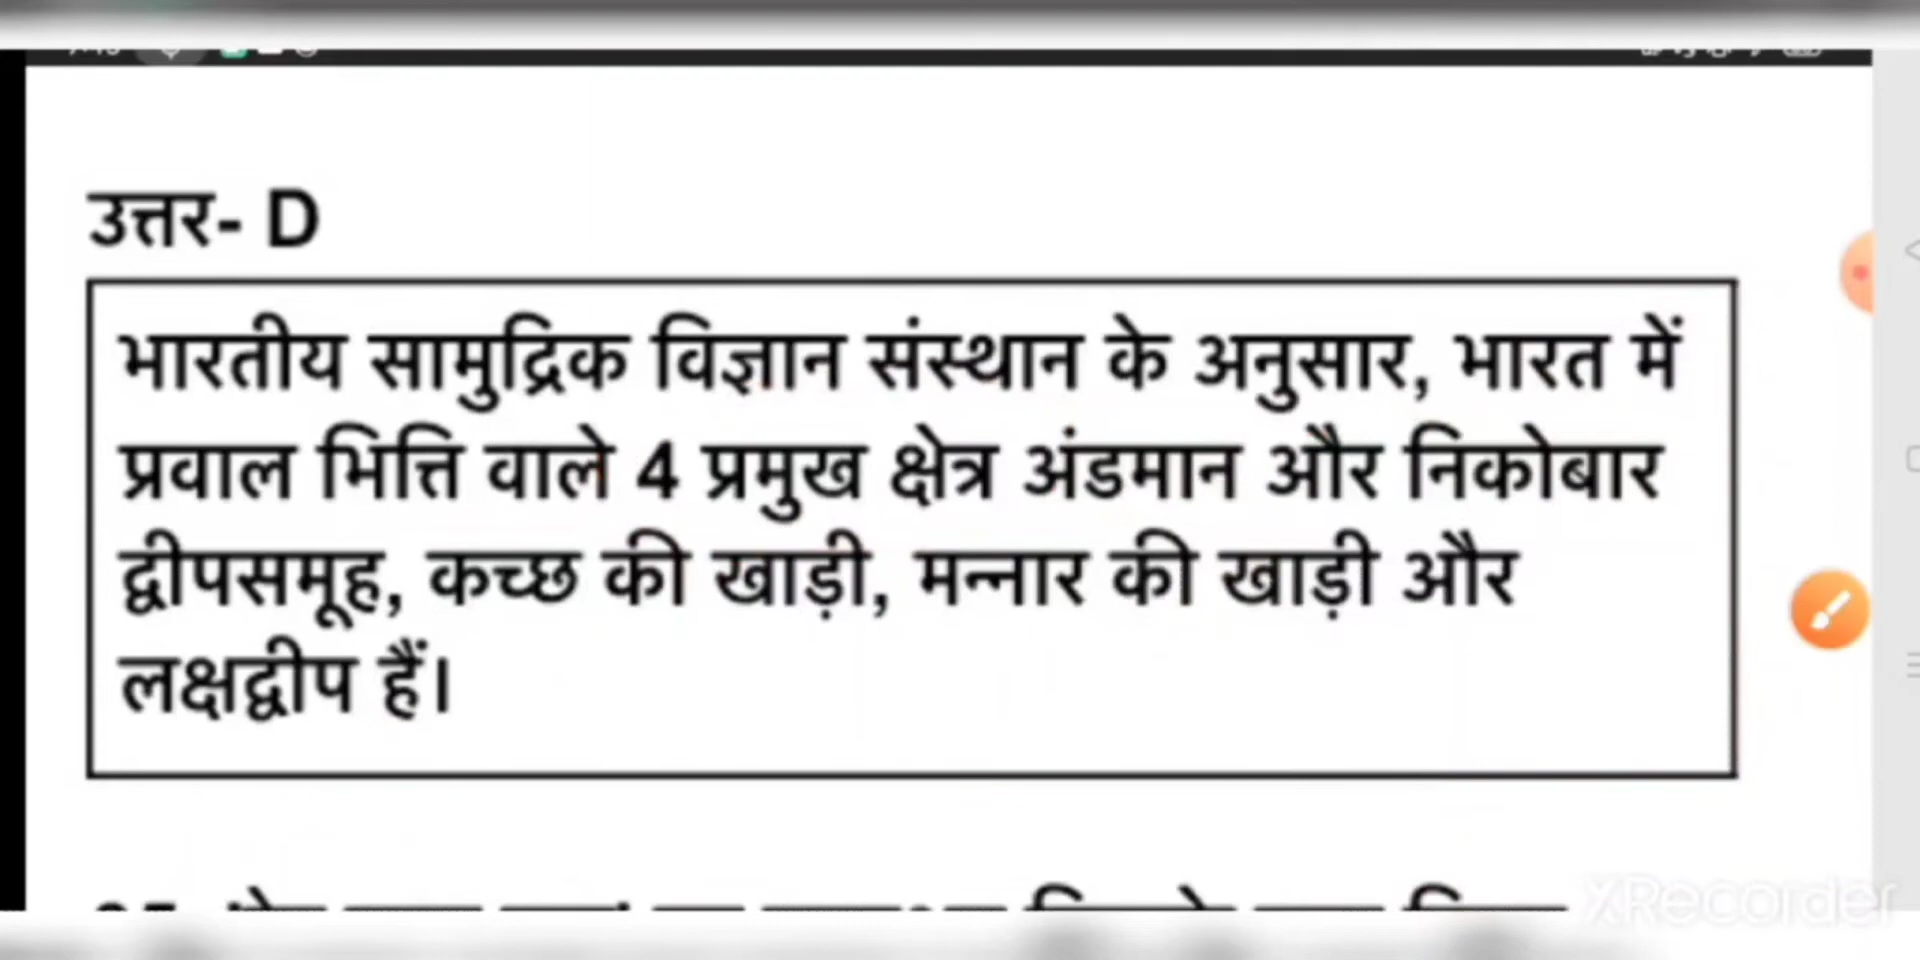 उत्तर- D
भारतीय सामुद्रिक विज्ञान संस्थान के अनुसार, भारत में
प्रवाल भित्ति वाले 4 प्रमुख क्षेत्र अंडमान और निकोबार
द्वीपसमूह, कच्छ की खाड़ी, मन्नार की खाड़ी और
लक्षद्वीप हैं।
XRecorder